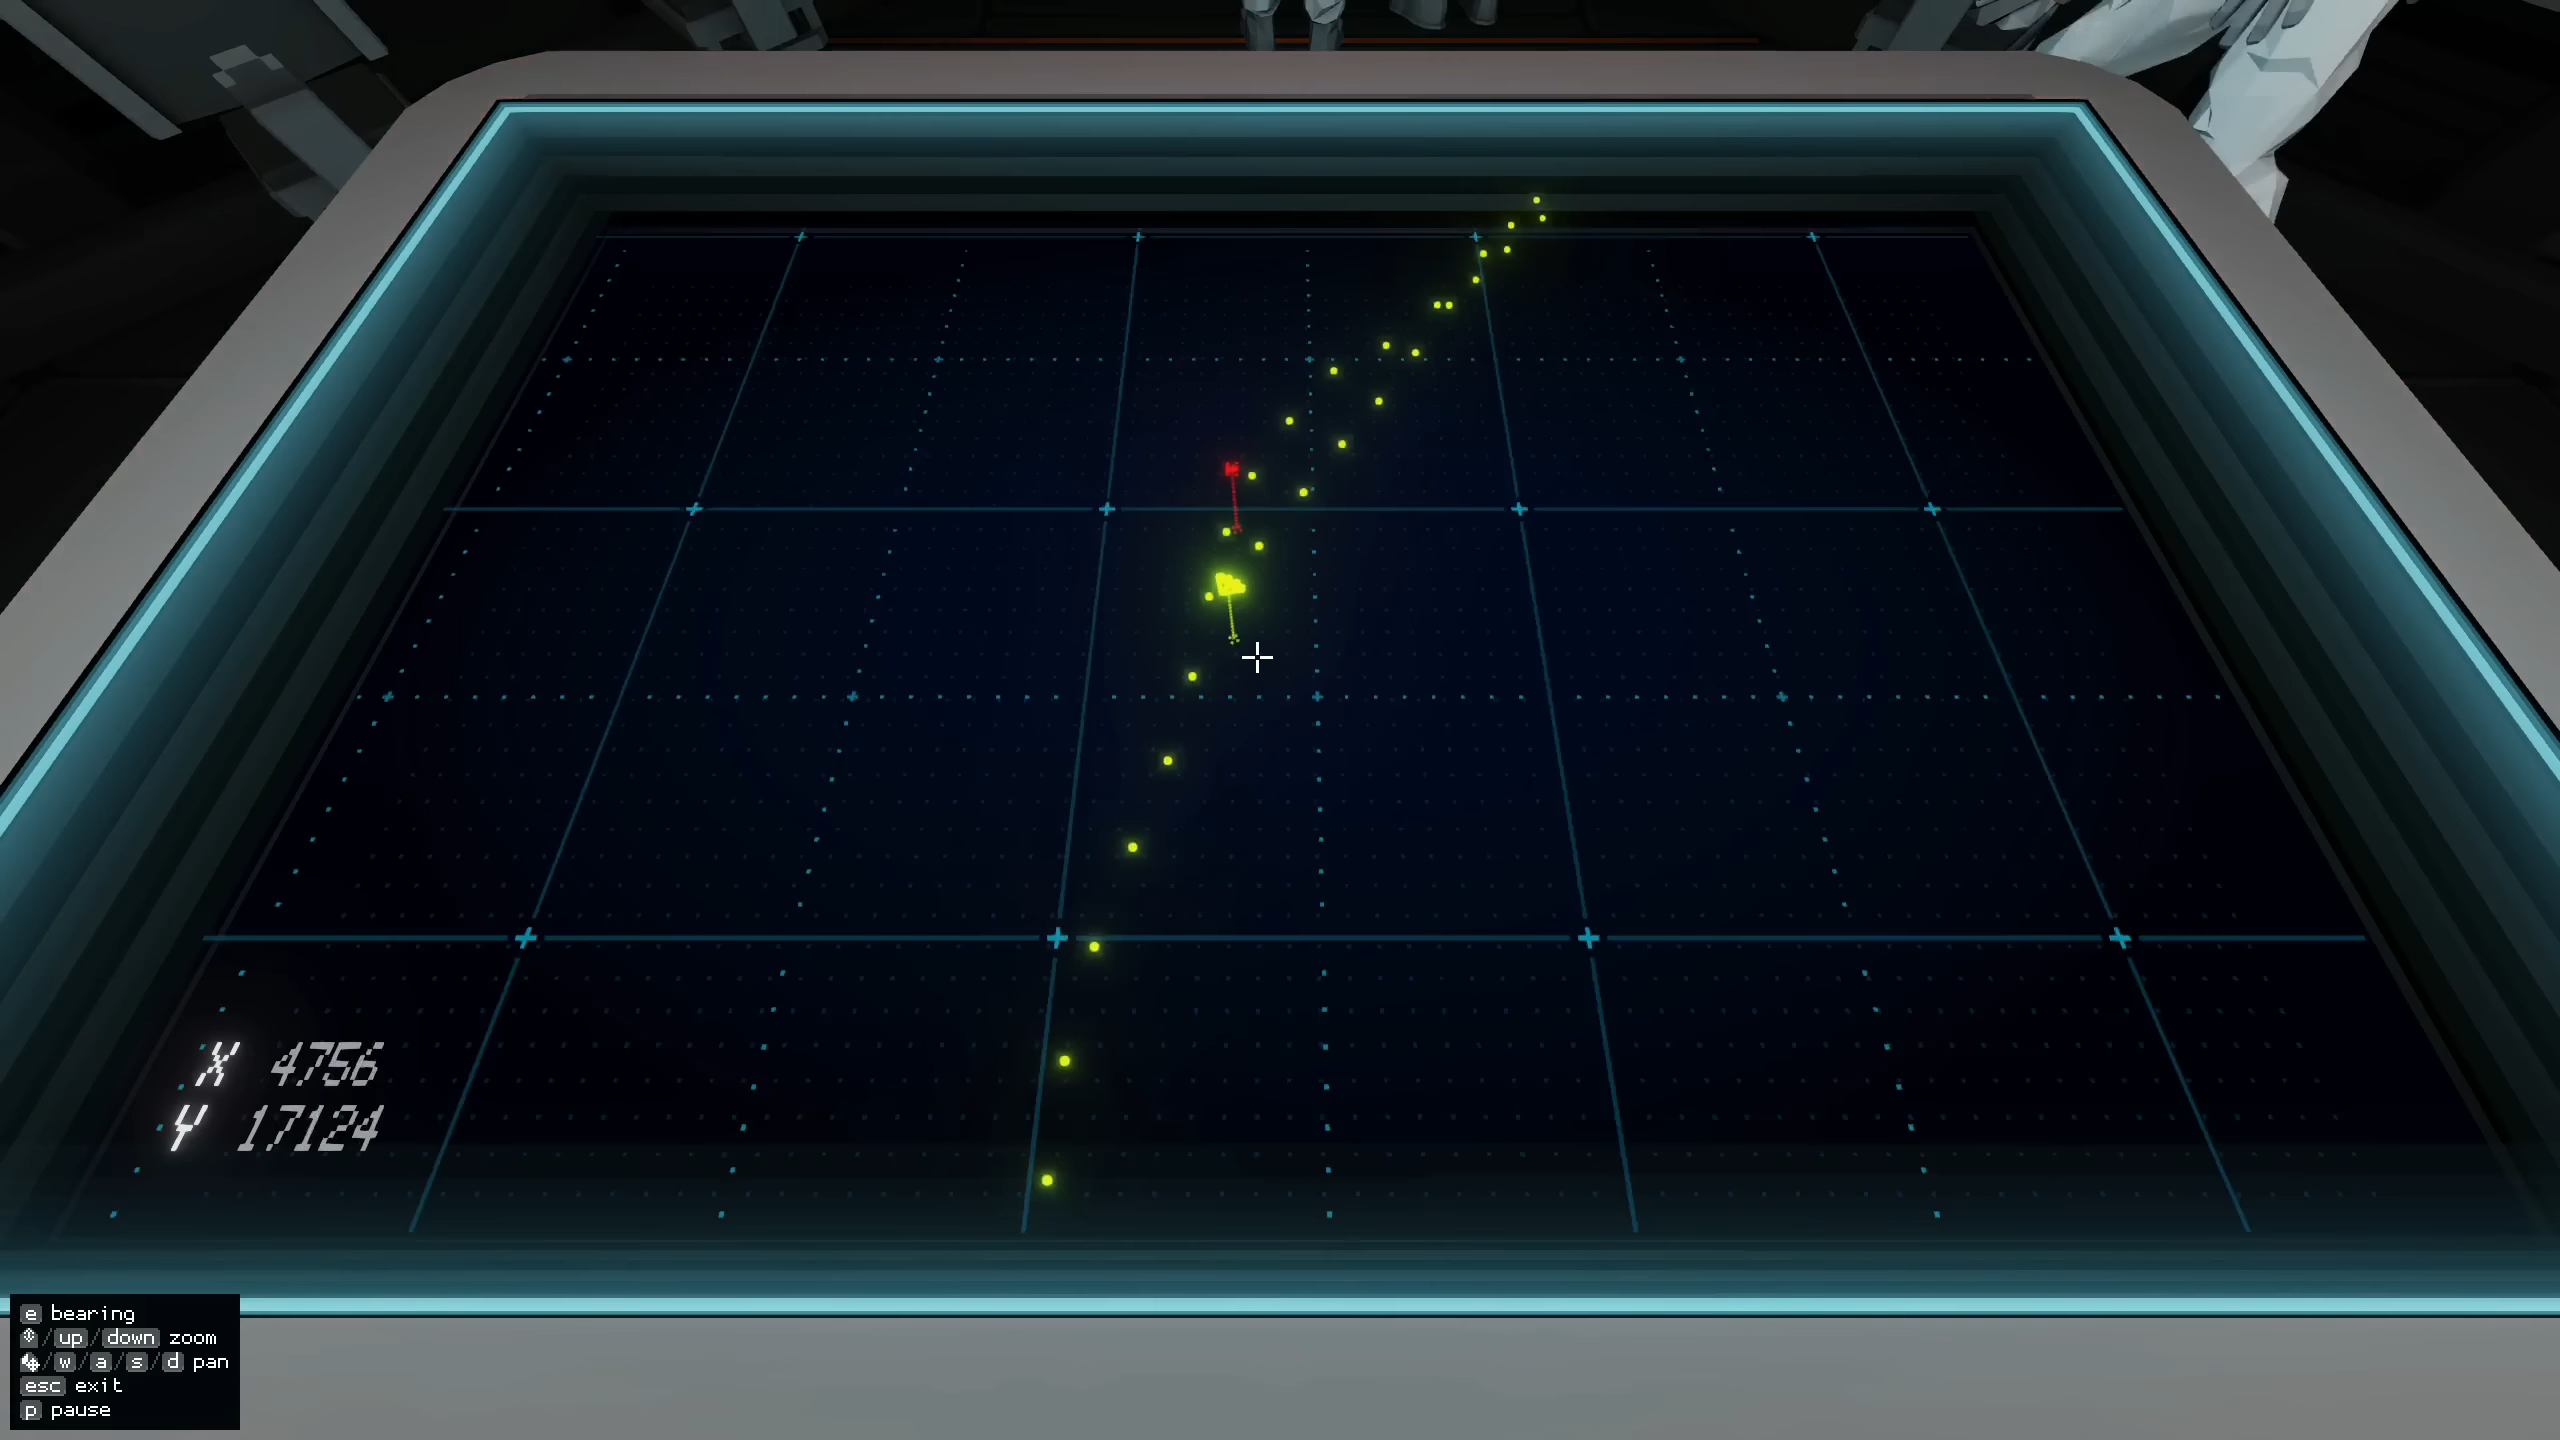 X 4756
Y 17124
e bearing
/ up / down zoom
/ w / a / s / d pan
esc exit
p pause